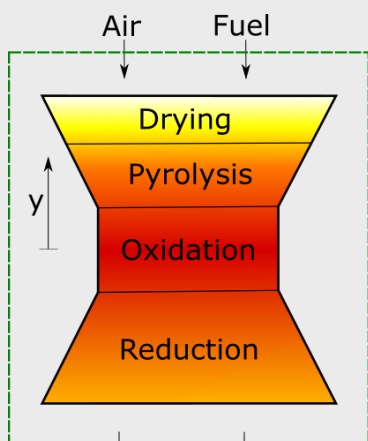 Air Fuel
Drying
Pyrolysis
y
Oxidation
Reduction